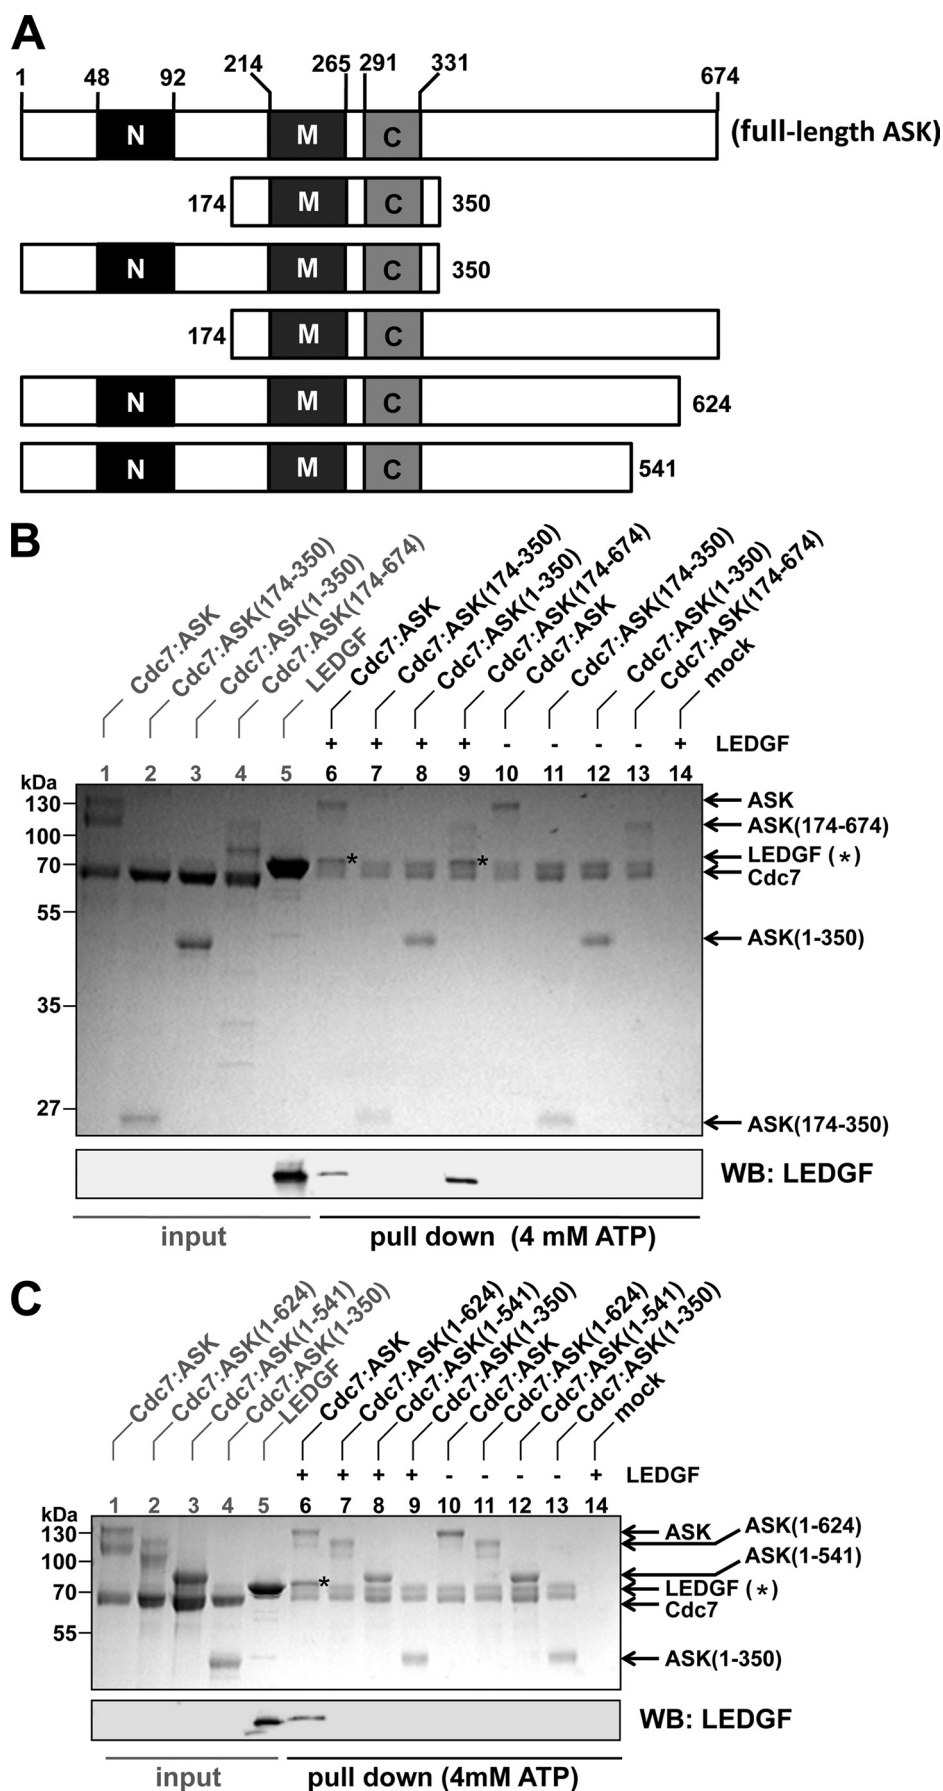 A
1 48 92 214 265 291 331 674
N M C (full-length ASK)
174 M C 350
N M C 350
174 M C
N M C 624
N M C 541
B
Cdc7:ASK
Cdc7:ASK(174-350)
Cdc7:ASK(1-350)
Cdc7:ASK(174-674)
LEDGF
Cdc7:ASK
Cdc7:ASK(174-350)
Cdc7:ASK(1-350)
Cdc7:ASK(174-674)
Cdc7:ASK
Cdc7:ASK(174-350)
Cdc7:ASK(1-350)
Cdc7:ASK(174-674)
mock
+ + + + - - - - + LEDGF
kDa 1 2 3 4 5 6 7 8 9 10 11 12 13 14
130 ASK
100 ASK(174-674)
LEDGF (*)
70 * * Cdc7
55
ASK(1-350)
35
27
ASK(174-350)
WB: LEDGF
input pull down (4 mM ATP)
C
Cdc7:ASK
Cdc7:ASK(1-624)
Cdc7:ASK(1-541)
Cdc7:ASK(1-350)
LEDGF
Cdc7:ASK
Cdc7:ASK(1-624)
Cdc7:ASK(1-541)
Cdc7:ASK(1-350)
Cdc7:ASK
Cdc7:ASK(1-624)
Cdc7:ASK(1-541)
Cdc7:ASK(1-350)
mock
+ + + + - - - - + LEDGF
kDa 1 2 3 4 5 6 7 8 9 10 11 12 13 14
130 ASK ASK(1-624)
100 ASK(1-541)
70 * LEDGF (*)
Cdc7
55
ASK(1-350)
WB: LEDGF
input pull down (4mM ATP)